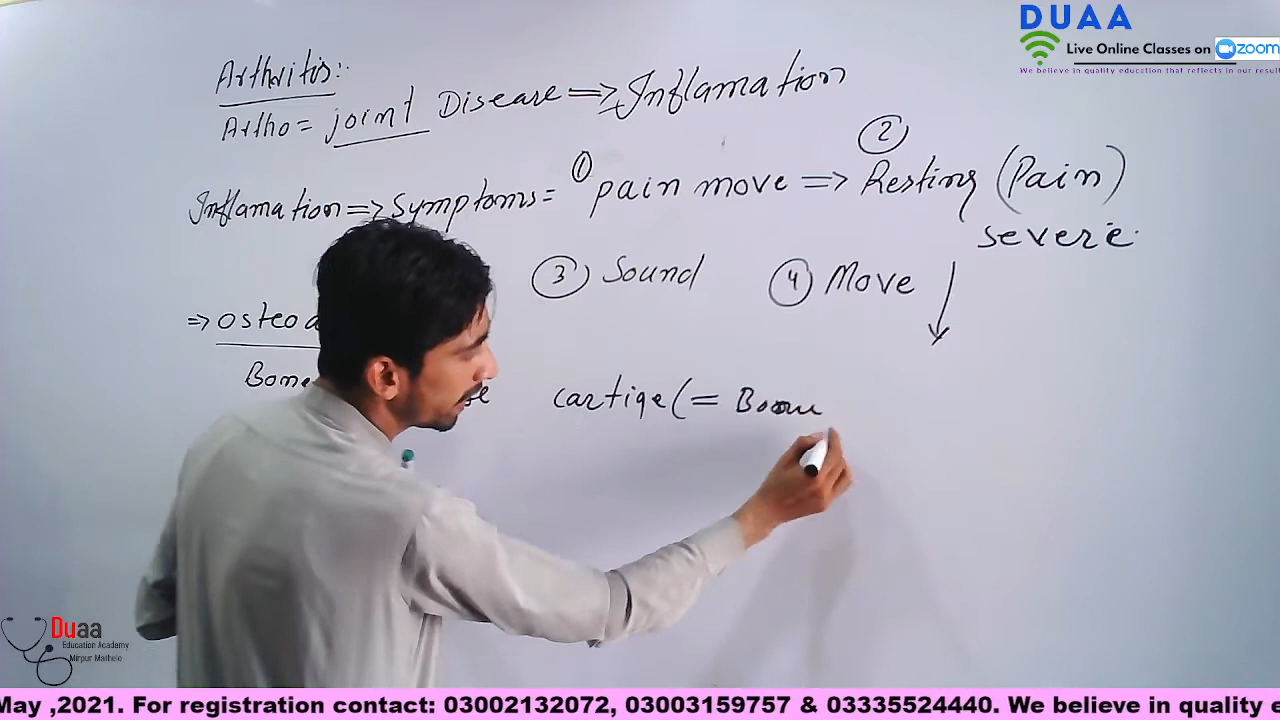 DUAA
Live Online Classes on zoom
We believe in quality education that reflects in our resul
Arthritis:-
Artho = joint Disease => Inflamation
Inflamation => Symptoms = ① pain move => ② Resting (Pain)
severe
③ Sound ④ Move ↓
=> osteoa
Bone
cartiqe( =
Duaa
Education Academy
Mirpur Mathelo
May ,2021. For registration contact: 03002132072, 03003159757 & 03335524440. We believe in quality e